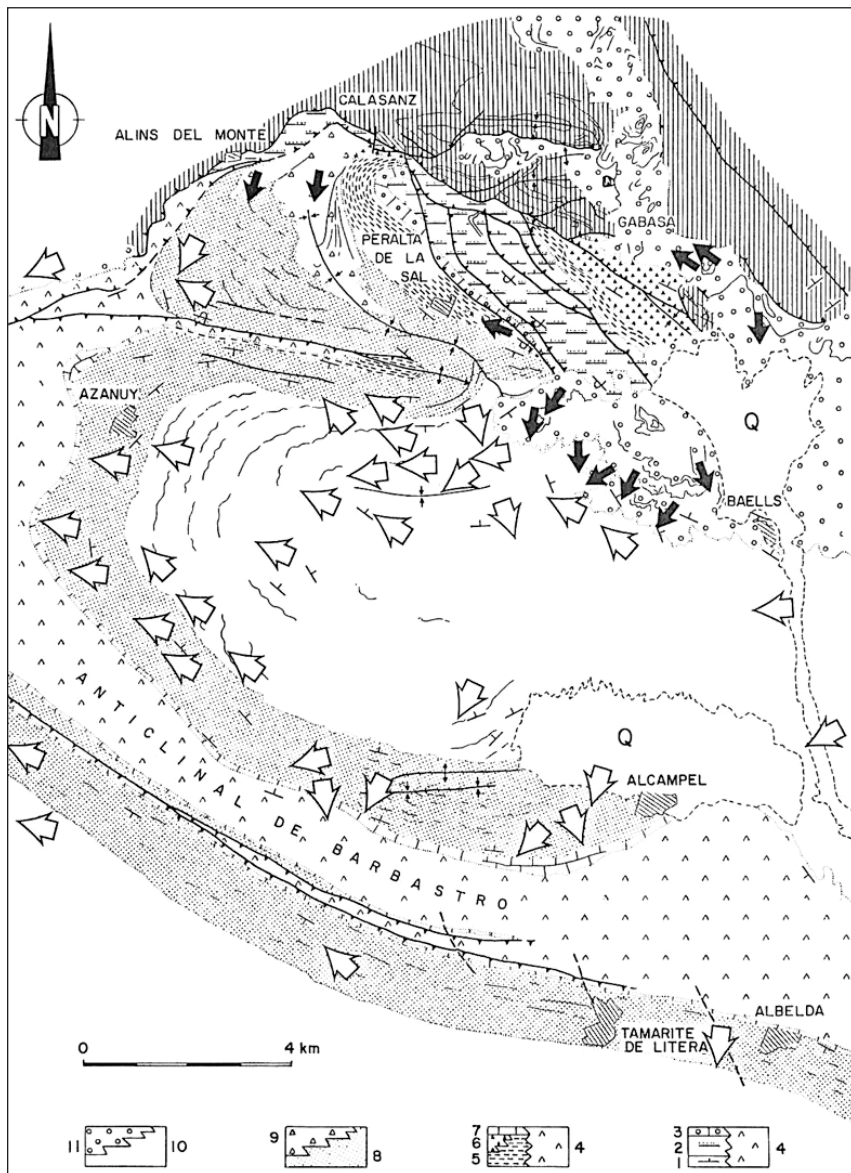 N
CALASANZ
ALINS DEL MONTE
GABASA
PERALTA
DE LA
SAL
AZANUY
Q
BAELLS
Q
ALCAMPEL
ANTICLINAL DE BARBASTRO
ALBELDA
TAMARITE
DE LITERA
0 4 km
11 10
9 8
7
6
5
4
3
2
1
4